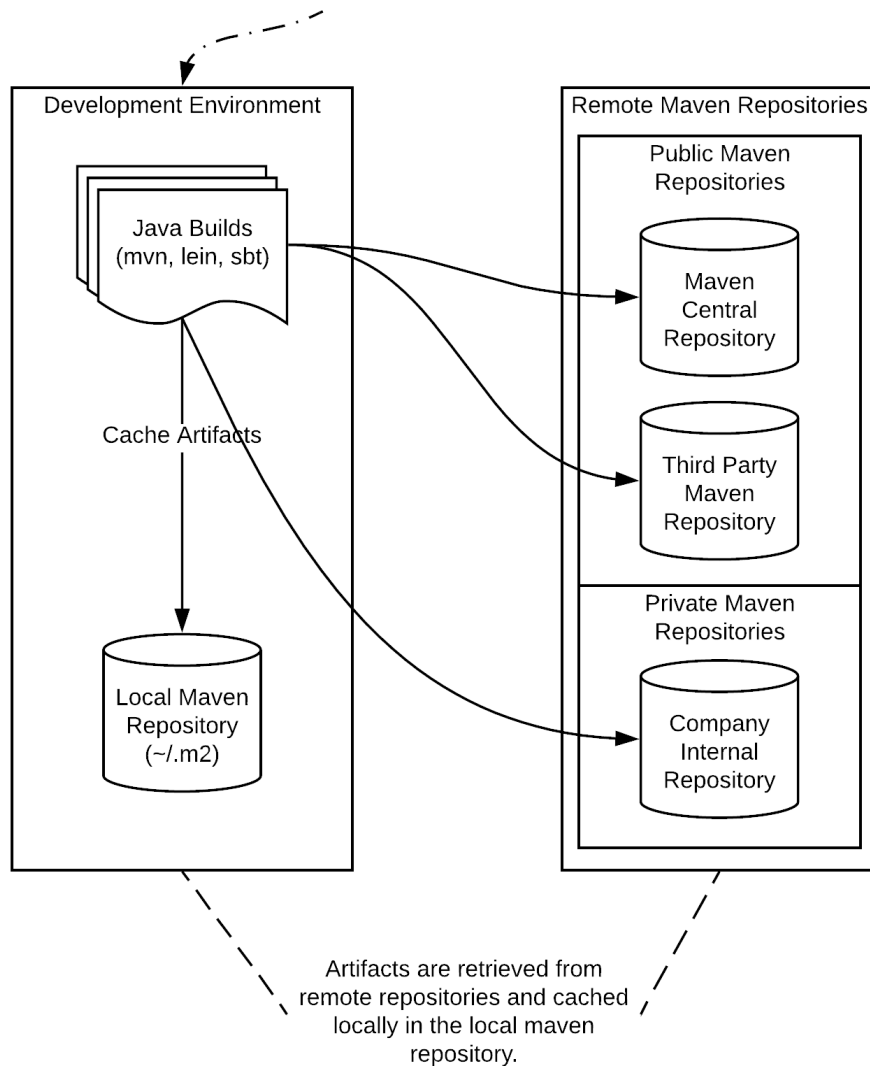 Development Environment
Java Builds
(mvn, lein, sbt)
Cache Artifacts
Local Maven
Repository
(~/.m2)
Remote Maven Repositories
Public Maven
Repositories
Maven
Central
Repository
Third Party
Maven
Repository
Private Maven
Repositories
Company
Internal
Repository
Artifacts are retrieved from
remote repositories and cached
locally in the local maven
repository.